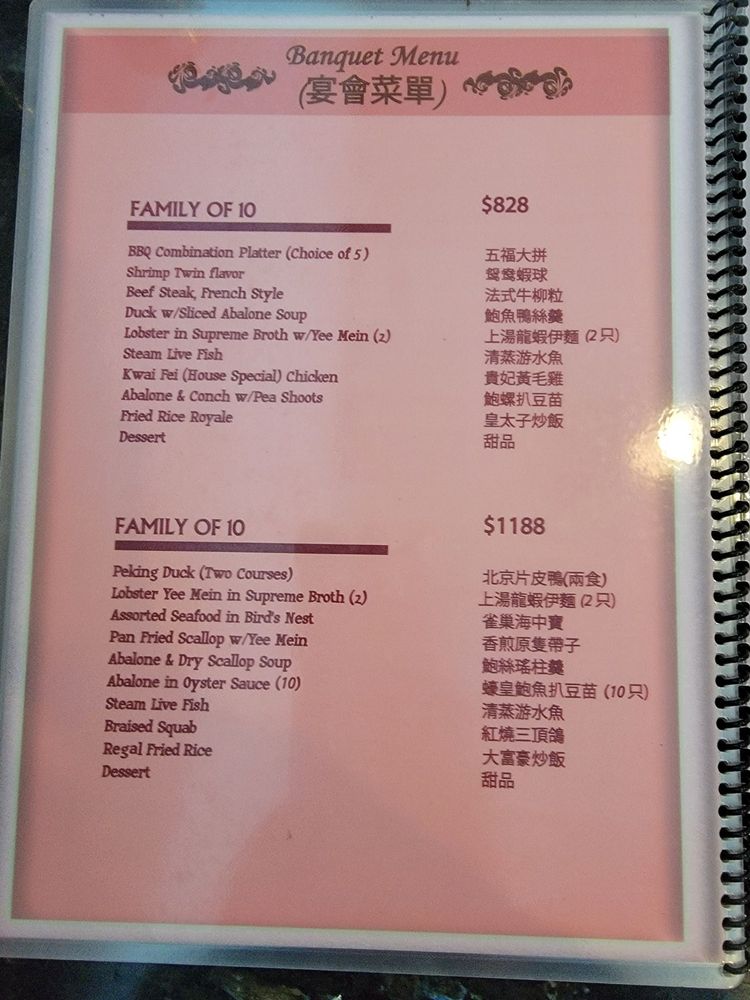 Banquet Menu
(宴會菜單)
FAMILY OF 10 $828
BBQ Combination Platter (Choice of 5) 五福大拼
Shrimp Twin flavor 鴛鴦蝦球
Beef Steak, French Style 法式牛柳粒
Duck w/Sliced Abalone Soup 鮑魚鴨絲羹
Lobster in Supreme Broth w/Yee Mein (2) 上湯龍蝦伊麵 (2只)
Steam Live Fish 清蒸游水魚
Kwai Fei (House Special) Chicken 貴妃黃毛雞
Abalone & Conch w/Pea Shoots 鮑螺扒豆苗
Fried Rice Royale 皇太子炒飯
Dessert 甜品
FAMILY OF 10 $1188
Peking Duck (Two Courses) 北京片皮鴨(兩食)
Lobster Yee Mein in Supreme Broth (2) 上湯龍蝦伊麵 (2只)
Assorted Seafood in Bird's Nest 雀巢海中寶
Pan Fried Scallop w/Yee Mein 香煎原隻帶子
Abalone & Dry Scallop Soup 鮑絲瑤柱羹
Abalone in Oyster Sauce (10) 蠔皇鮑魚扒豆苗 (10只)
Steam Live Fish 清蒸游水魚
Braised Squab 紅燒三頂鴿
Regal Fried Rice 大富豪炒飯
Dessert 甜品